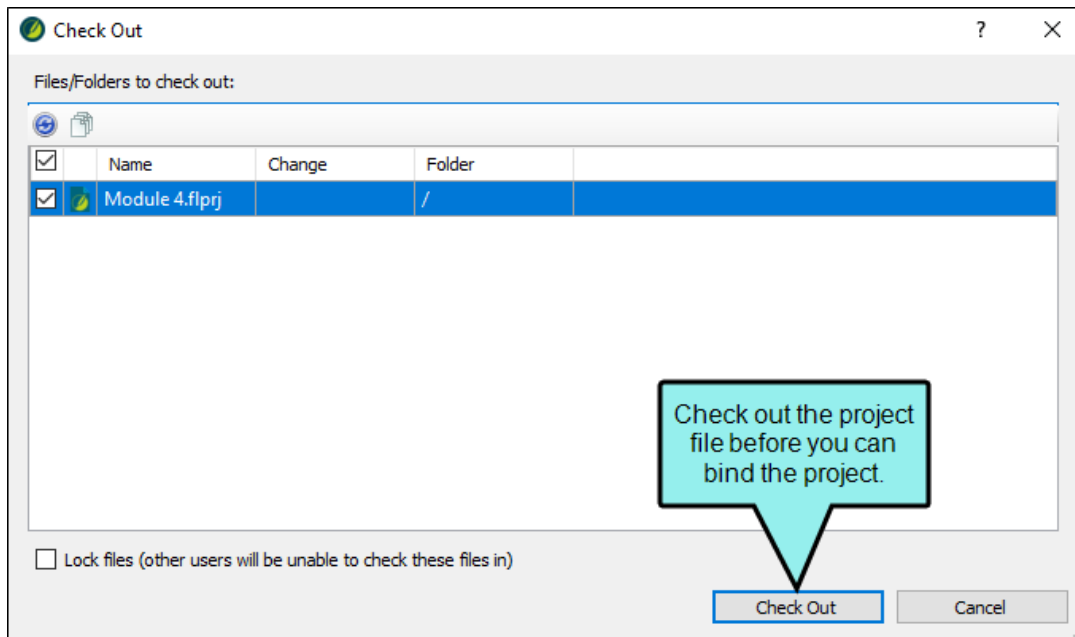 Check Out ?
Files/Folders to check out:
Name Change Folder
Module 4.flprj /
Check out the project
file before you can
bind the project.
Lock files (other users will be unable to check these files in)
Check Out Cancel